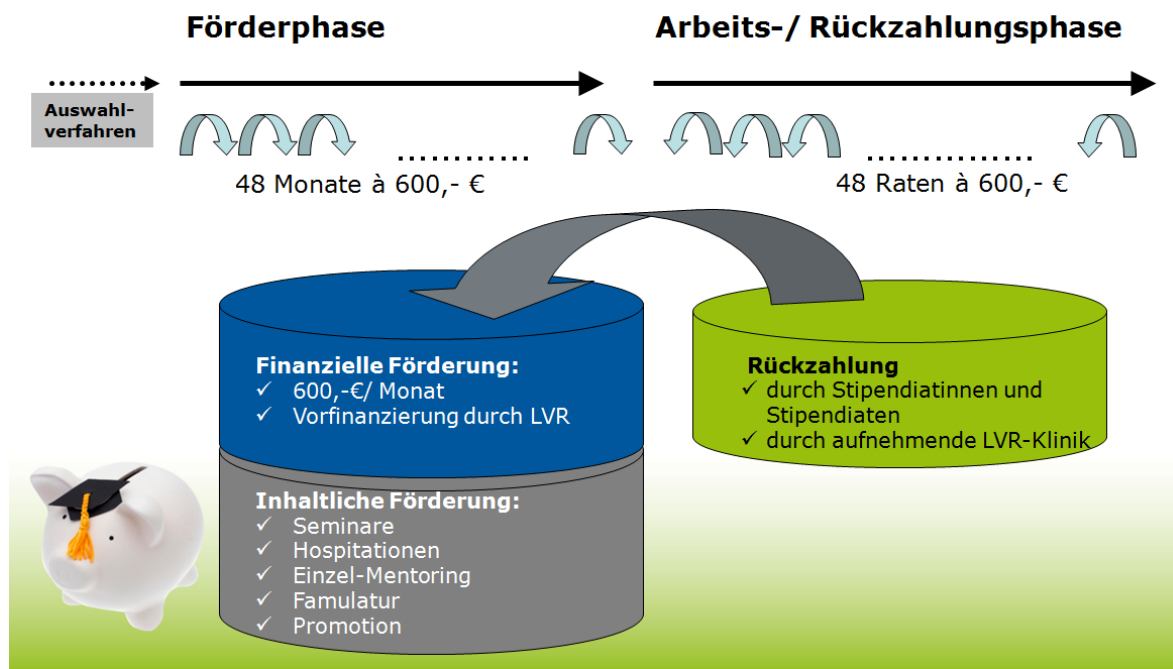 Förderphase
Arbeits-/ Rückzahlungsphase
Auswahl-
verfahren
48 Monate à 600,- €
48 Raten à 600,- €
Finanzielle Förderung:
✓ 600,-€/ Monat
✓ Vorfinanzierung durch LVR
Rückzahlung
✓ durch Stipendiatinnen und
Stipendiaten
✓ durch aufnehmende LVR-Klinik
Inhaltliche Förderung:
✓ Seminare
✓ Hospitationen
✓ Einzel-Mentoring
✓ Famulatur
✓ Promotion